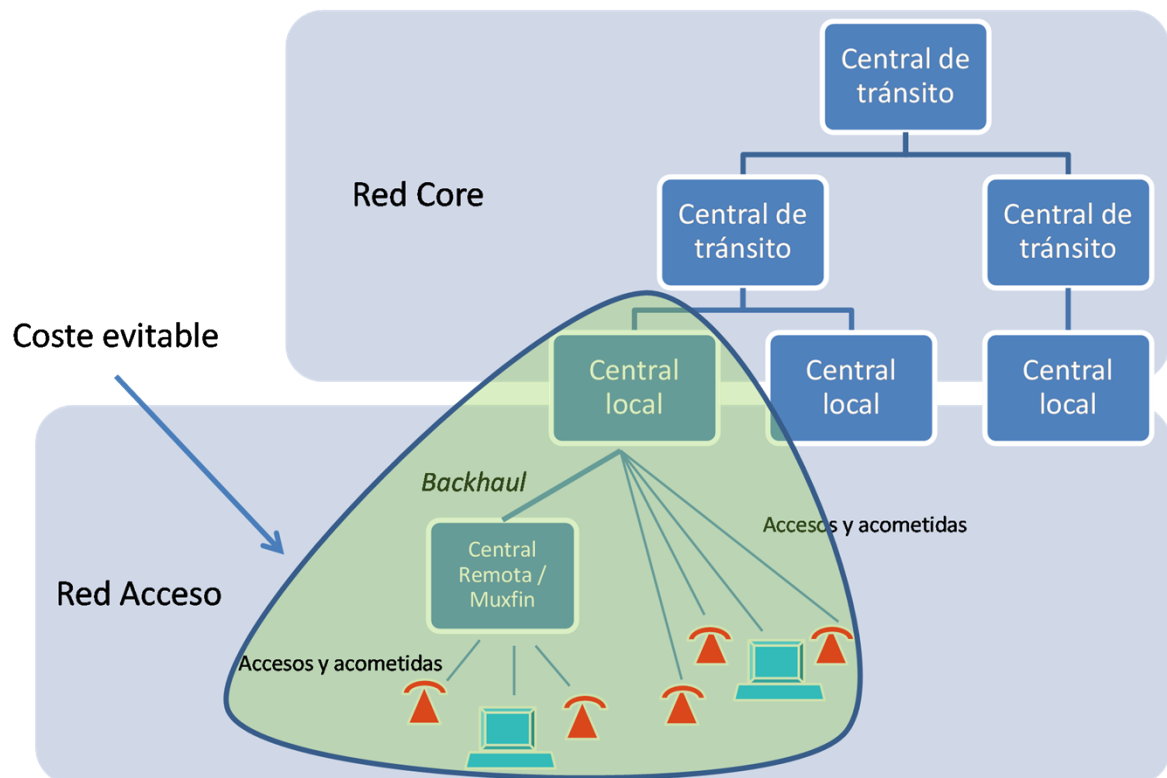 Central de
tránsito
Red Core
Central de
tránsito
Central de
tránsito
Coste evitable
Central
local
Central
local
Central
local
Backhaul
Accesos y acometidas
Central
Remota /
Muxfin
Red Acceso
Accesos y acometidas